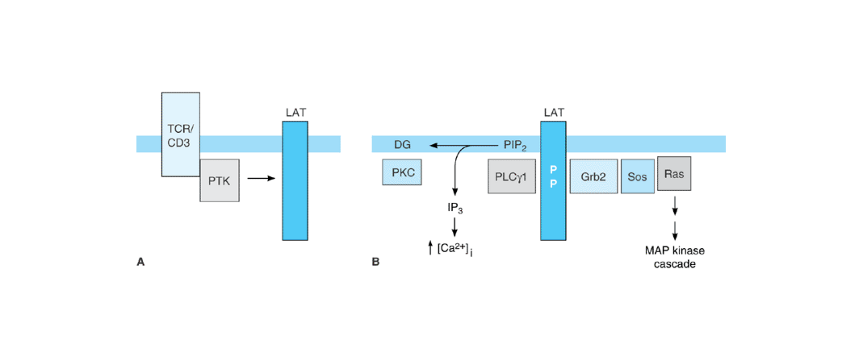 LAT
TCR/
CD3
PTK
A
LAT
DG
PIP₂
PKC
PLCγ1
P
P
Grb2
Sos
Ras
IP₃
↑ [Ca²⁺]ᵢ
MAP kinase
cascade
B